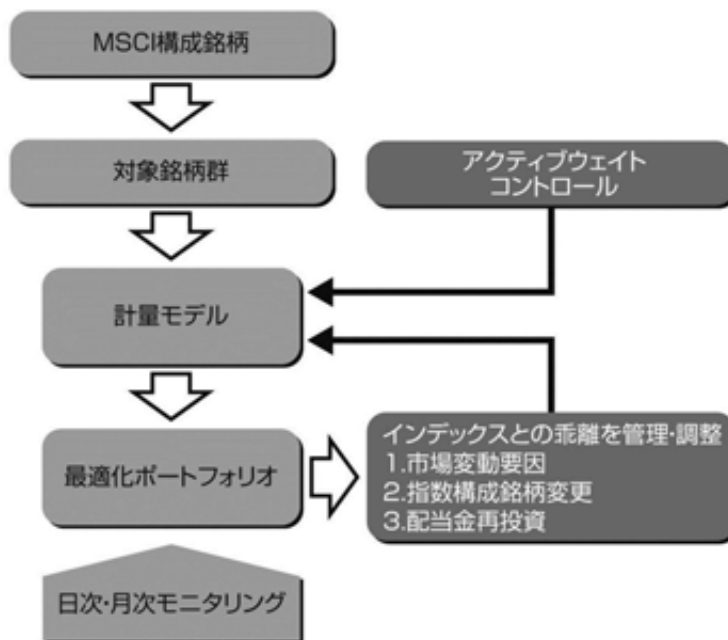 MSCI構成銘柄
対象銘柄群
アクティブウェイト
コントロール
計量モデル
最適化ポートフォリオ
インデックスとの乖離を管理・調整
1.市場変動要因
2.指数構成銘柄変更
3.配当金再投資
日次・月次モニタリング